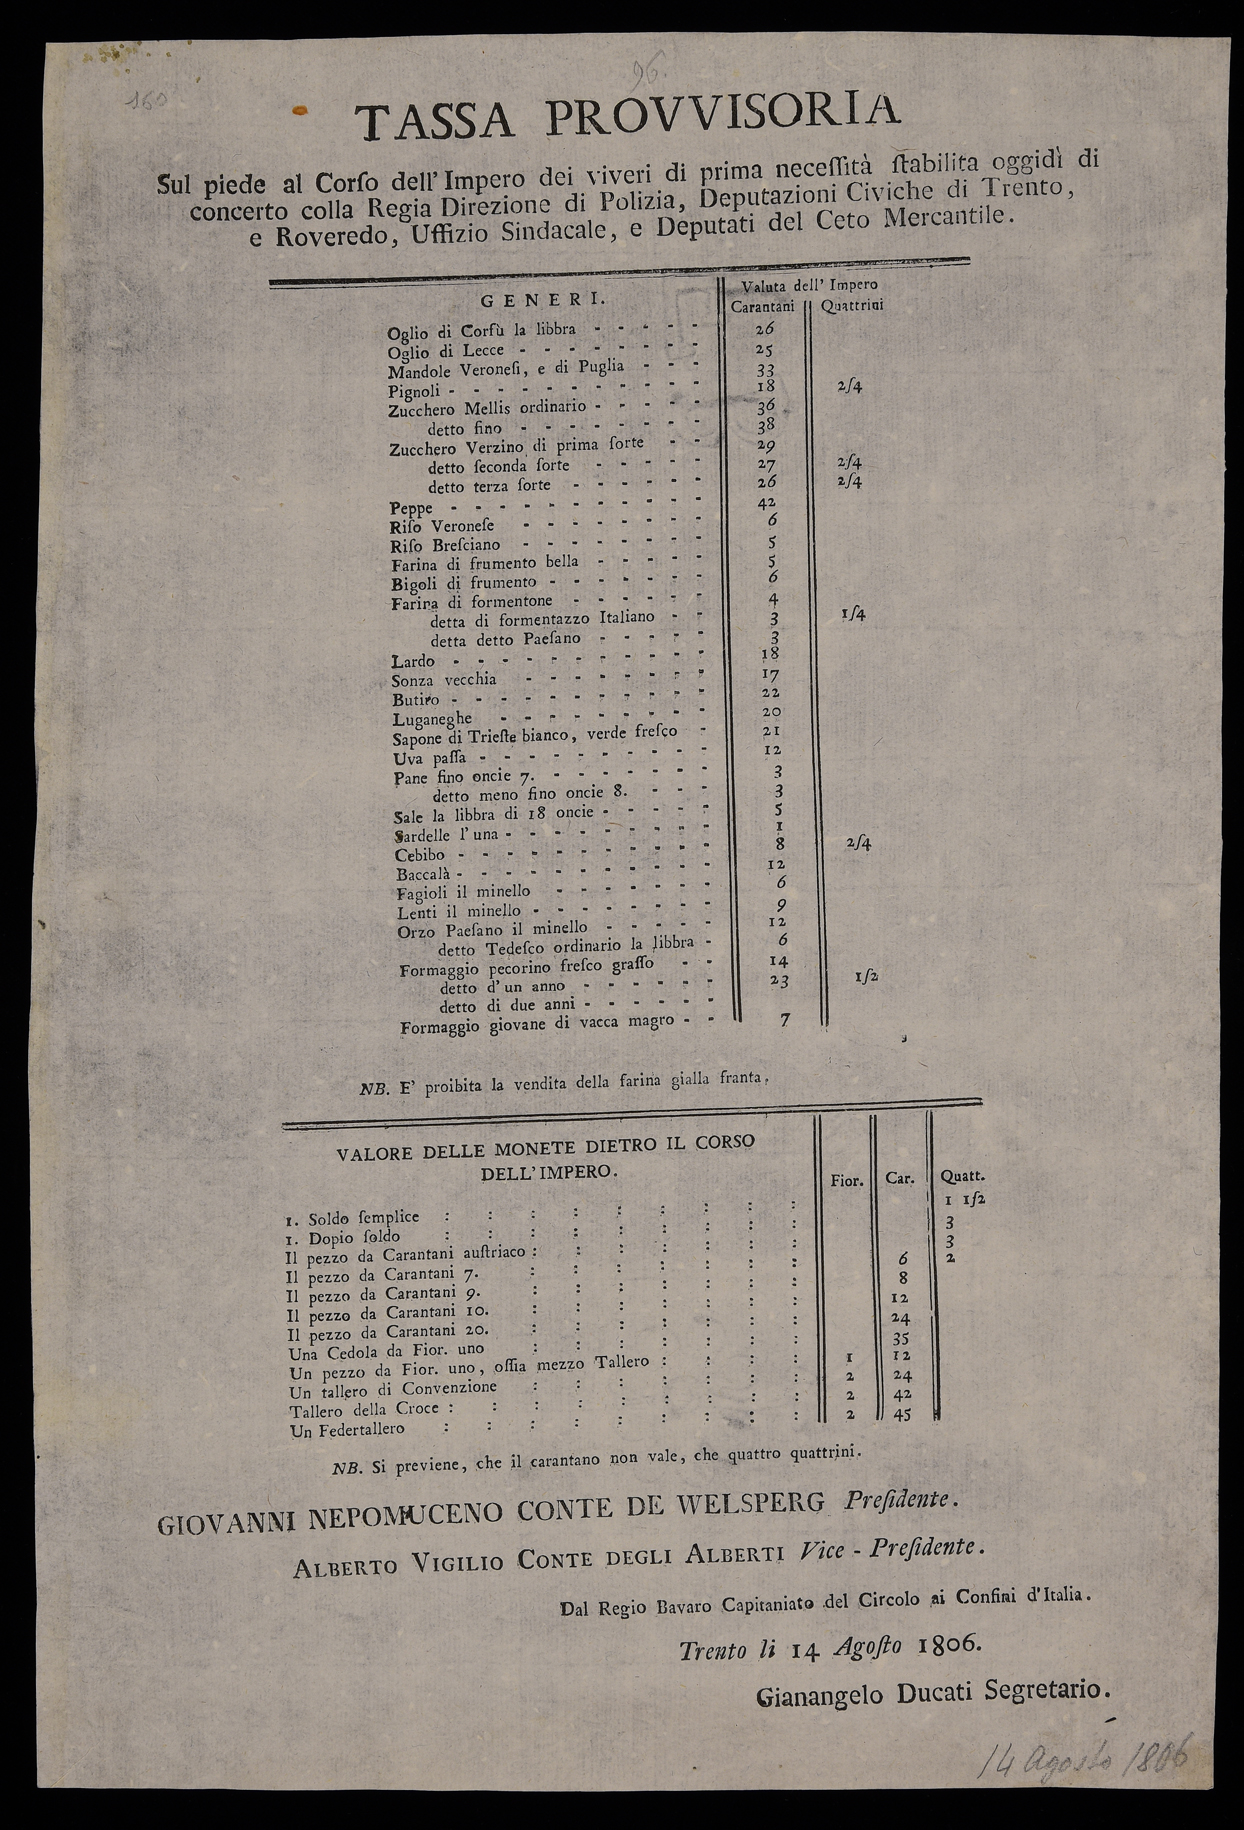 160
96.
TASSA PROVVISORIA
Sul piede al Corſo dell' Impero dei viveri di prima neceſſità ſtabilita oggidì di
concerto colla Regia Direzione di Polizia, Deputazioni Civiche di Trento,
e Roveredo, Uffizio Sindacale, e Deputati del Ceto Mercantile.
GENERI. Valuta dell' Impero
Carantani Quattrini
Oglio di Corfù la libbra - - - - - 26
Oglio di Lecce - - - - - - - - 25
Mandole Veroneſi, e di Puglia - - - 33
Pignoli - - - - - - - - - - - 18 2/4
Zucchero Mellis ordinario - - - - - 36
detto fino - - - - - - - - 38
Zucchero Verzino di prima ſorte - - 29
detto ſeconda ſorte - - - - - 27 2/4
detto terza ſorte - - - - - - 26 2/4
Peppe - - - - - - - - - - - 42
Riſo Veroneſe - - - - - - - - 6
Riſo Breſciano - - - - - - - - 5
Farina di frumento bella - - - - - 5
Bigoli di frumento - - - - - - - 6
Farina di formentone - - - - - - 4
detta di formentazzo Italiano - - 3 1/4
detta detto Paeſano - - - - - 3
Lardo - - - - - - - - - - - 18
Sonza vecchia - - - - - - - - 17
Butiro - - - - - - - - - - - 22
Luganeghe - - - - - - - - - 20
Sapone di Trieſte bianco, verde freſco - 21
Uva paſſa - - - - - - - - - - 12
Pane fino oncie 7. - - - - - - - 3
detto meno fino oncie 8. - - - 3
Sale la libbra di 18 oncie - - - - - 5
Sardelle l' una - - - - - - - - - 1
Cebibo - - - - - - - - - - - 8 2/4
Baccalà - - - - - - - - - - - 12
Fagioli il minello - - - - - - - 6
Lenti il minello - - - - - - - - 9
Orzo Paeſano il minello - - - - - 12
detto Tedeſco ordinario la libbra - 6
Formaggio pecorino freſco graſſo - - 14
detto d' un anno - - - - - - 23 1/2
detto di due anni - - - - - -
Formaggio giovane di vacca magro - - 7
NB. E' proibita la vendita della farina gialla franta.
VALORE DELLE MONETE DIETRO IL CORSO
DELL' IMPERO. Fior. Car. Quatt.
1. Soldo ſemplice : : : : : : : : : 1 1/2
1. Dopio ſoldo : : : : : : : : : 3
Il pezzo da Carantani auſtriaco : : : : : : : 3
Il pezzo da Carantani 7. : : : : : : : 6 2
Il pezzo da Carantani 9. : : : : : : : 8
Il pezzo da Carantani 10. : : : : : : : 12
Il pezzo da Carantani 20. : : : : : : : 24
Una Cedola da Fior. uno : : : : : : : 35
Un pezzo da Fior. uno, oſſia mezzo Tallero : : : : 1 12
Un tallero di Convenzione : : : : : : : 2 24
Tallero della Croce : : : : : : : : : 2 42
Un Federtallero : : : : : : : : : 2 45
NB. Si previene, che il carantano non vale, che quattro quattrini.
GIOVANNI NEPOMUCENO CONTE DE WELSPERG Preſidente.
ALBERTO VIGILIO CONTE DEGLI ALBERTI Vice - Preſidente.
Dal Regio Bavaro Capitaniato del Circolo ai Confini d'Italia.
Trento li 14 Agoſto 1806.
Gianangelo Ducati Segretario.
14 Agosto 1806